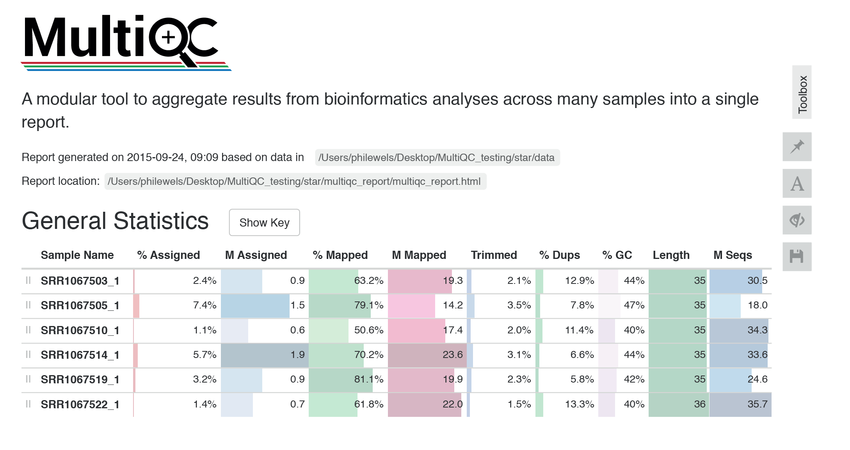 MultiQC
Toolbox
A modular tool to aggregate results from bioinformatics analyses across many samples into a single
report.
Report generated on 2015-09-24, 09:09 based on data in /Users/philewels/Desktop/MultiQC_testing/star/data
A
Report location: /Users/philewels/Desktop/MultiQC_testing/star/multiqc_report/multiqc_report.html
General Statistics Show Key
Sample Name % Assigned M Assigned % Mapped M Mapped Trimmed % Dups % GC Length M Seqs
SRR1067503_1 2.4% 0.9 63.2% 19.3 2.1% 12.9% 44% 35 30.5
SRR1067505_1 7.4% 1.5 79.1% 14.2 3.5% 7.8% 47% 35 18.0
SRR1067510_1 1.1% 0.6 50.6% 17.4 2.0% 11.4% 40% 35 34.3
SRR1067514_1 5.7% 1.9 70.2% 23.6 3.1% 6.6% 44% 35 33.6
SRR1067519_1 3.2% 0.9 81.1% 19.9 2.3% 5.8% 42% 35 24.6
SRR1067522_1 1.4% 0.7 61.8% 22.0 1.5% 13.3% 40% 36 35.7